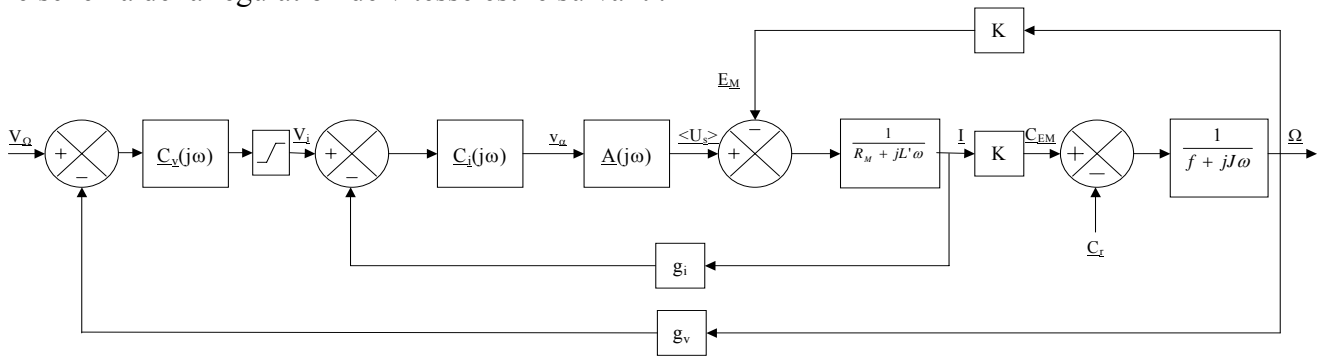 K
E_M
V_Ω
+
−
C_v(jω)
V_i
+
−
C_i(jω)
v_α
A(jω)
<U_s>
−
+
1
R_M + jL'ω
I
K
C_EM
+
−
C_r
1
f + jJω
Ω
g_i
g_v